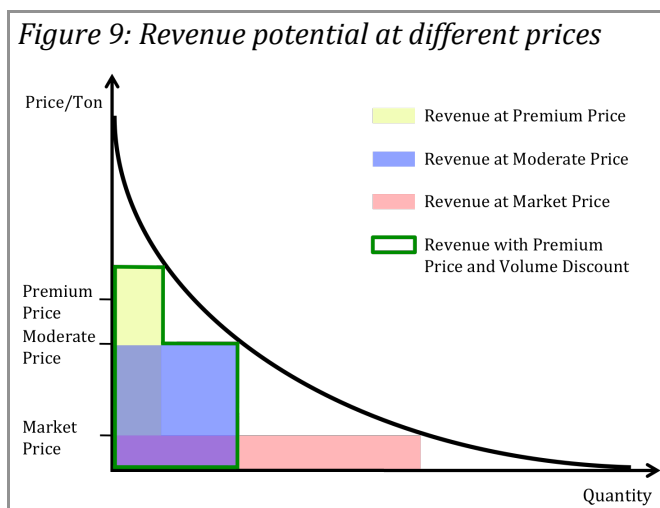 Figure 9: Revenue potential at different prices
Price/Ton
Revenue at Premium Price
Revenue at Moderate Price
Revenue at Market Price
Revenue with Premium
Price and Volume Discount
Premium
Price
Moderate
Price
Market
Price
Quantity